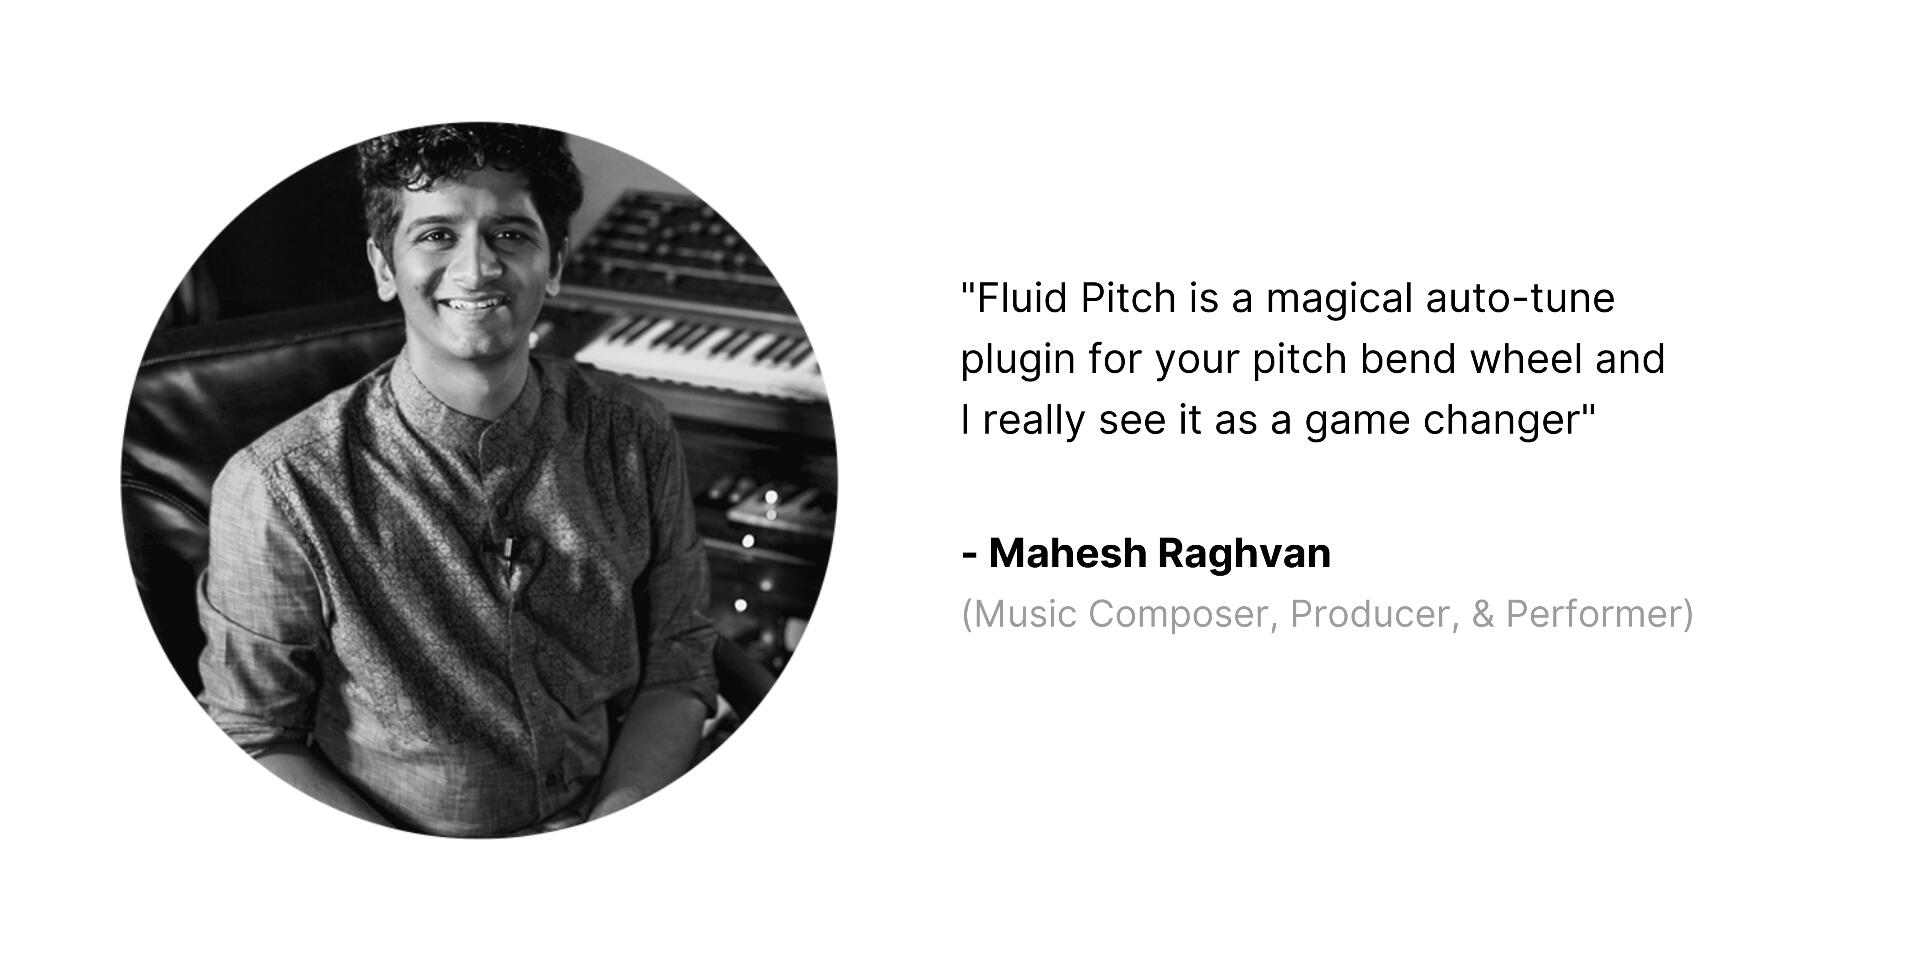 "Fluid Pitch is a magical auto-tune
plugin for your pitch bend wheel and
I really see it as a game changer"
- Mahesh Raghvan
(Music Composer, Producer, & Performer)